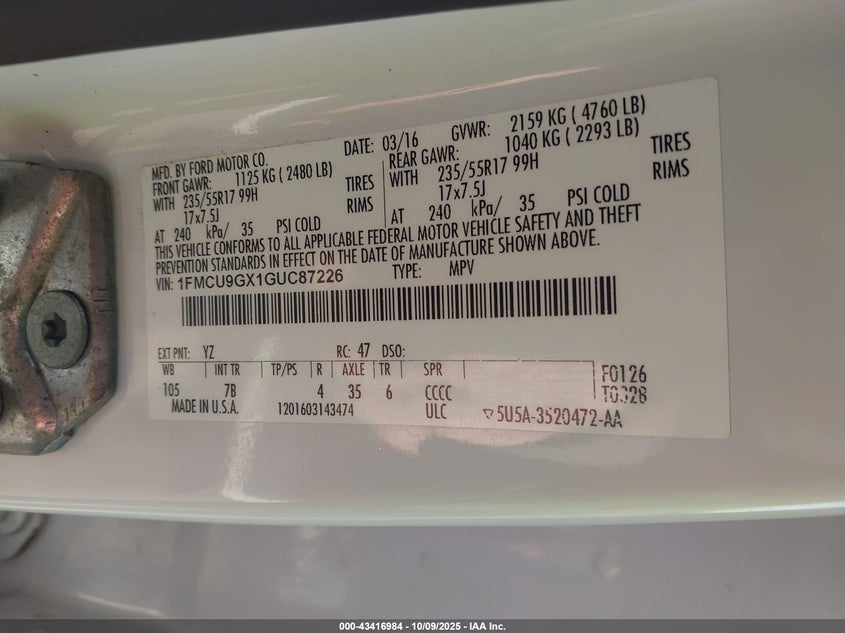 MFD. BY FORD MOTOR CO. DATE: 03/16 GVWR: 2159 KG ( 4760 LB)
FRONT GAWR: 1125 KG ( 2480 LB) REAR GAWR: 1040 KG ( 2293 LB)
WITH 235/55R17 99H TIRES WITH 235/55R17 99H TIRES
17x7.5J RIMS 17x7.5J RIMS
AT 240 kPa/ 35 PSI COLD AT 240 kPa/ 35 PSI COLD
THIS VEHICLE CONFORMS TO ALL APPLICABLE FEDERAL MOTOR VEHICLE SAFETY AND THEFT
PREVENTION STANDARDS IN EFFECT ON THE DATE OF MANUFACTURE SHOWN ABOVE.
VIN: 1FMCU9GX1GUC87226 TYPE: MPV
EXT PNT: YZ RC: 47 DSO:
WB INT TR TP/PS R AXLE TR SPR
105 7B 4 35 6 CCCC
F0126
T0328
MADE IN U.S.A. 1201603143474 ULC ▽5U5A-3520472-AA
000-43416984 | 10/09/2025 - IAA Inc.